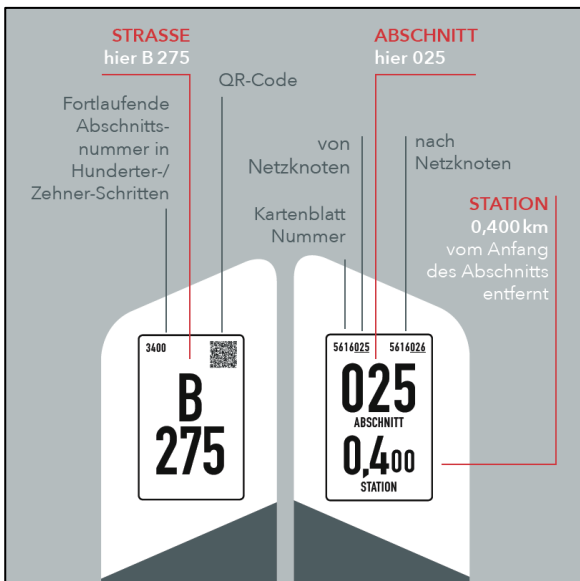 STRASSE
hier B 275
ABSCHNITT
hier 025
QR-Code
Fortlaufende
Abschnitts-
nummer in
Hunderter-/
Zehner-Schritten
von
Netzknoten
nach
Netzknoten
Kartenblatt
Nummer
STATION
0,400 km
vom Anfang
des Abschnitts
entfernt
3400
B
275
5616025 5616026
025
ABSCHNITT
0,400
STATION